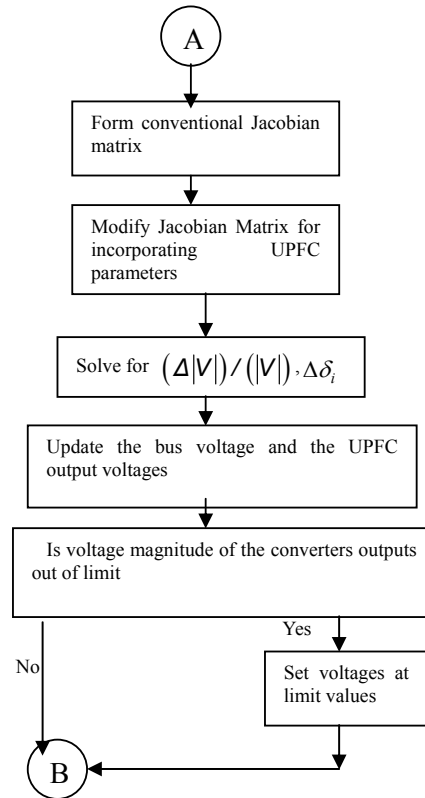 A
Form conventional Jacobian
matrix
Modify Jacobian Matrix for
incorporating UPFC
parameters
Solve for (Δ|V|)/(|V|), Δδᵢ
Update the bus voltage and the UPFC
output voltages
Is voltage magnitude of the converters outputs
out of limit
Yes
No
Set voltages at
limit values
B